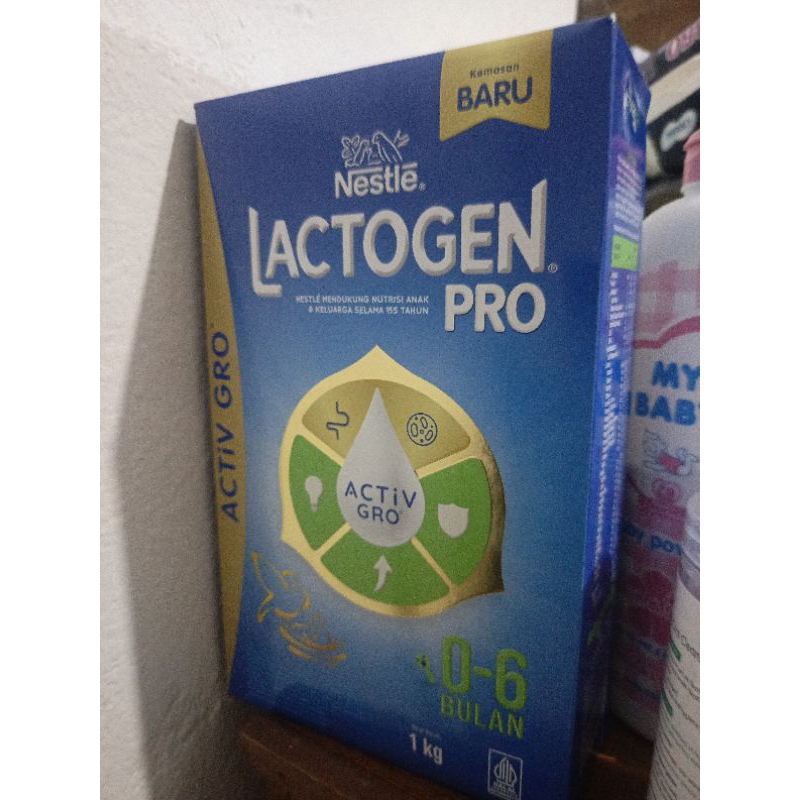 Kemasan
BARU
Nestlé®
LACTOGEN®
PRO
NESTLÉ MENDUKUNG NUTRISI ANAK
& KELUARGA SELAMA 155 TAHUN
ACTiV GRO
ACTiV
GRO
0-6
BULAN
1 kg
HALAL
MY
BABY